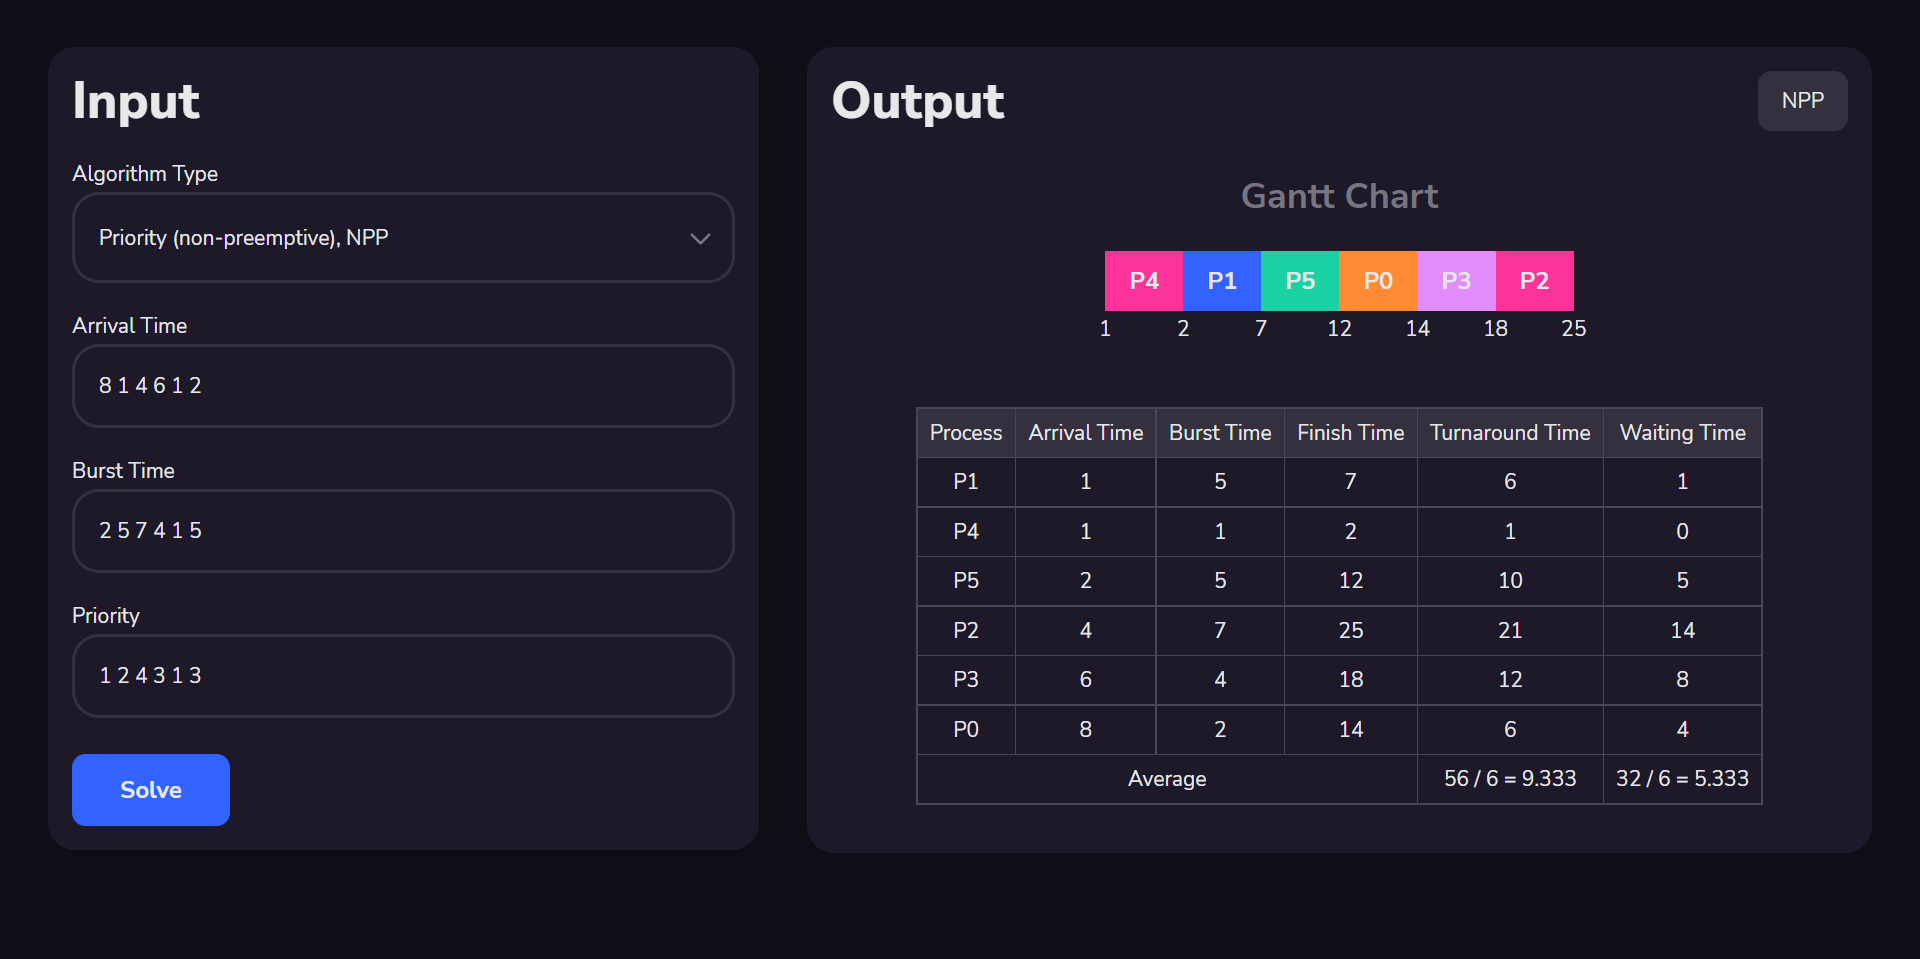 Input
Algorithm Type
Priority (non-preemptive), NPP
Arrival Time
8 1 4 6 1 2
Burst Time
2 5 7 4 1 5
Priority
1 2 4 3 1 3
Solve
Output
NPP
Gantt Chart
P4 P1 P5 P0 P3 P2
1 2 7 12 14 18 25
Process Arrival Time Burst Time Finish Time Turnaround Time Waiting Time
P1 1 5 7 6 1
P4 1 1 2 1 0
P5 2 5 12 10 5
P2 4 7 25 21 14
P3 6 4 18 12 8
P0 8 2 14 6 4
Average 56 / 6 = 9.333 32 / 6 = 5.333